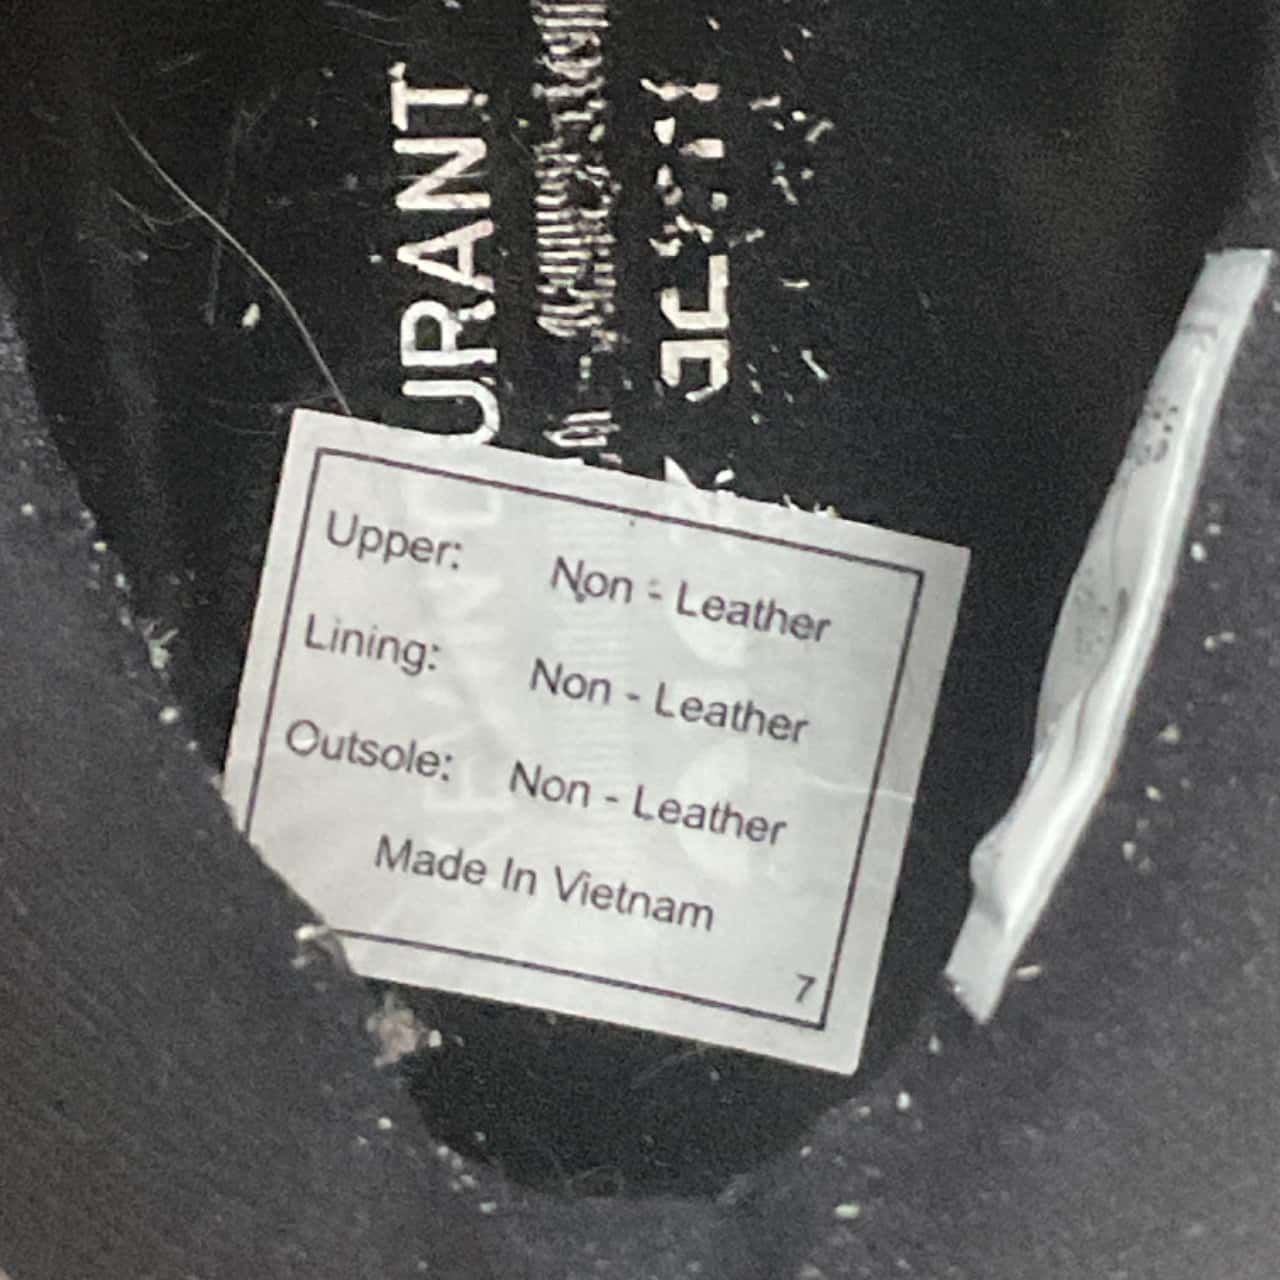 URANT
Upper: Non - Leather
Lining: Non - Leather
Outsole: Non - Leather
Made In Vietnam
7